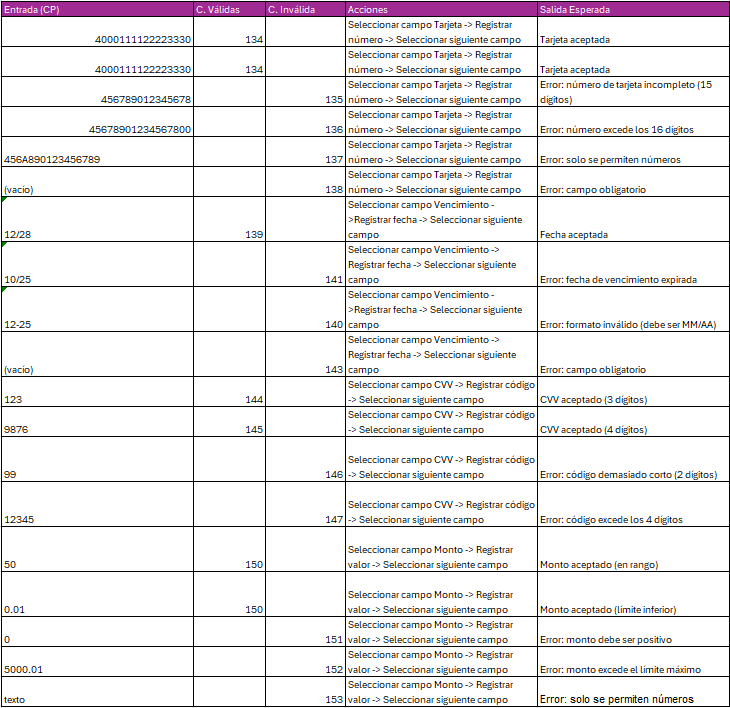 Entrada (CP) C. Válidas C. Inválida Acciones Salida Esperada
Seleccionar campo Tarjeta -> Registrar
4000111122223330 134 número -> Seleccionar siguiente campo Tarjeta aceptada
Seleccionar campo Tarjeta -> Registrar
4000111122223330 134 número -> Seleccionar siguiente campo Tarjeta aceptada
Seleccionar campo Tarjeta -> Registrar Error: número de tarjeta incompleto (15
456789012345678 135 número -> Seleccionar siguiente campo dígitos)
Seleccionar campo Tarjeta -> Registrar
45678901234567800 136 número -> Seleccionar siguiente campo Error: número excede los 16 dígitos
Seleccionar campo Tarjeta -> Registrar
456A890123456789 137 número -> Seleccionar siguiente campo Error: solo se permiten números
Seleccionar campo Tarjeta -> Registrar
(vacío) 138 número -> Seleccionar siguiente campo Error: campo obligatorio
Seleccionar campo Vencimiento -
>Registrar fecha -> Seleccionar siguiente
12/28 139 campo Fecha aceptada
Seleccionar campo Vencimiento ->
Registrar fecha -> Seleccionar siguiente
10/25 141 campo Error: fecha de vencimiento expirada
Seleccionar campo Vencimiento -
>Registrar fecha -> Seleccionar siguiente
12-25 140 campo Error: formato inválido (debe ser MM/AA)
Seleccionar campo Vencimiento ->
Registrar fecha -> Seleccionar siguiente
(vacío) 143 campo Error: campo obligatorio
Seleccionar campo CVV -> Registrar código
123 144 -> Seleccionar siguiente campo CVV aceptado (3 dígitos)
Seleccionar campo CVV -> Registrar código
9876 145 -> Seleccionar siguiente campo CVV aceptado (4 dígitos)
Seleccionar campo CVV -> Registrar código
99 146 -> Seleccionar siguiente campo Error: código demasiado corto (2 dígitos)
Seleccionar campo CVV -> Registrar código
12345 147 -> Seleccionar siguiente campo Error: código excede los 4 dígitos
Seleccionar campo Monto -> Registrar
50 150 valor -> Seleccionar siguiente campo Monto aceptado (en rango)
Seleccionar campo Monto -> Registrar
0.01 150 valor -> Seleccionar siguiente campo Monto aceptado (límite inferior)
Seleccionar campo Monto -> Registrar
0 151 valor -> Seleccionar siguiente campo Error: monto debe ser positivo
Seleccionar campo Monto -> Registrar
5000.01 152 valor -> Seleccionar siguiente campo Error: monto excede el límite máximo
Seleccionar campo Monto -> Registrar
texto 153 valor -> Seleccionar siguiente campo Error: solo se permiten números